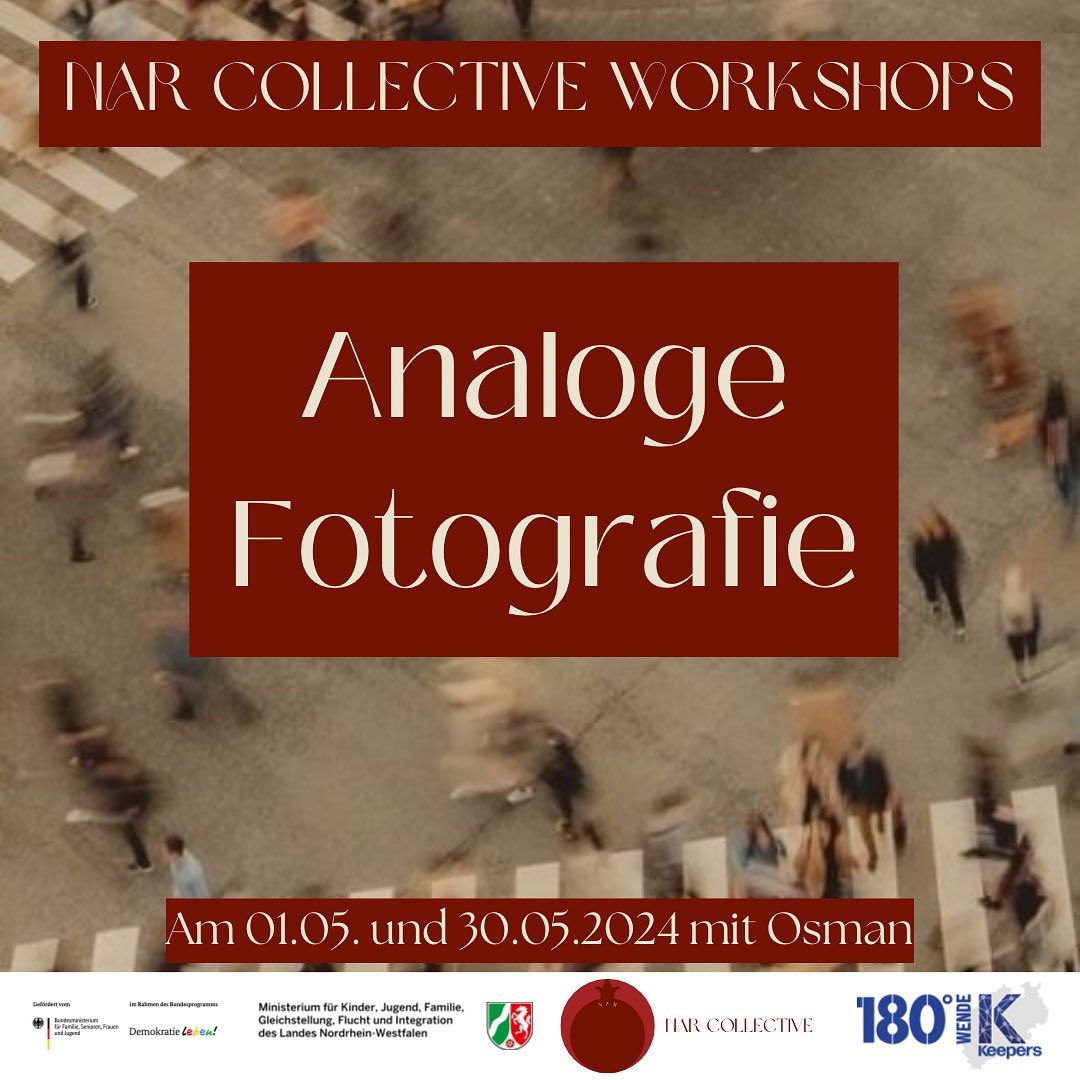 NAR COLLECTIVE WORKSHOPS
Analoge
Fotografie
Am 01.05. und 30.05.2024 mit Osman
Gefördert vom
Bundesministerium
für Familie, Senioren, Frauen
und Jugend
im Rahmen des Bundesprogramms
Demokratie leben!
Ministerium für Kinder, Jugend, Familie,
Gleichstellung, Flucht und Integration
des Landes Nordrhein-Westfalen
NAR
NAR COLLECTIVE
180° WENDE
K
Keepers